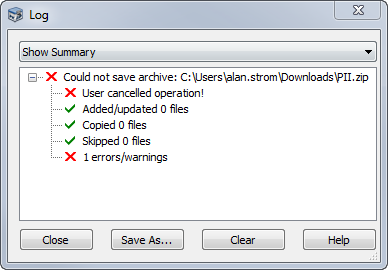 Log
Show Summary
Could not save archive: C:\Users\alan.strom\Downloads\PII.zip
User cancelled operation!
Added/updated 0 files
Copied 0 files
Skipped 0 files
1 errors/warnings
Close Save As... Clear Help